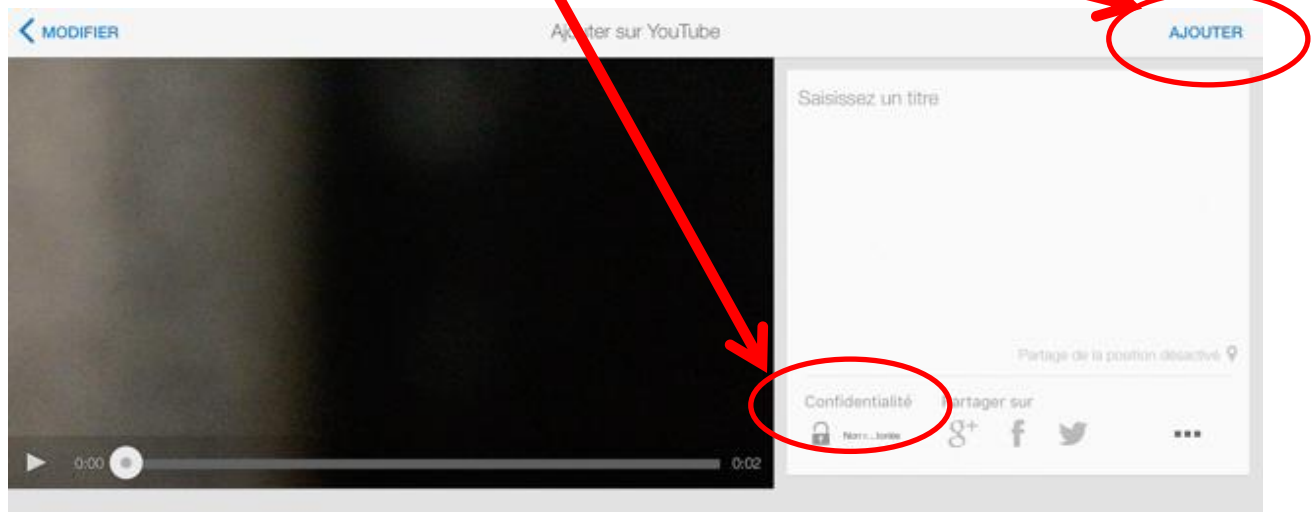 MODIFIER
Ajouter sur YouTube
AJOUTER
Saisissez un titre
Partage de la position désactivé
Confidentialité
Partager sur
g+ f
0:00
0:02